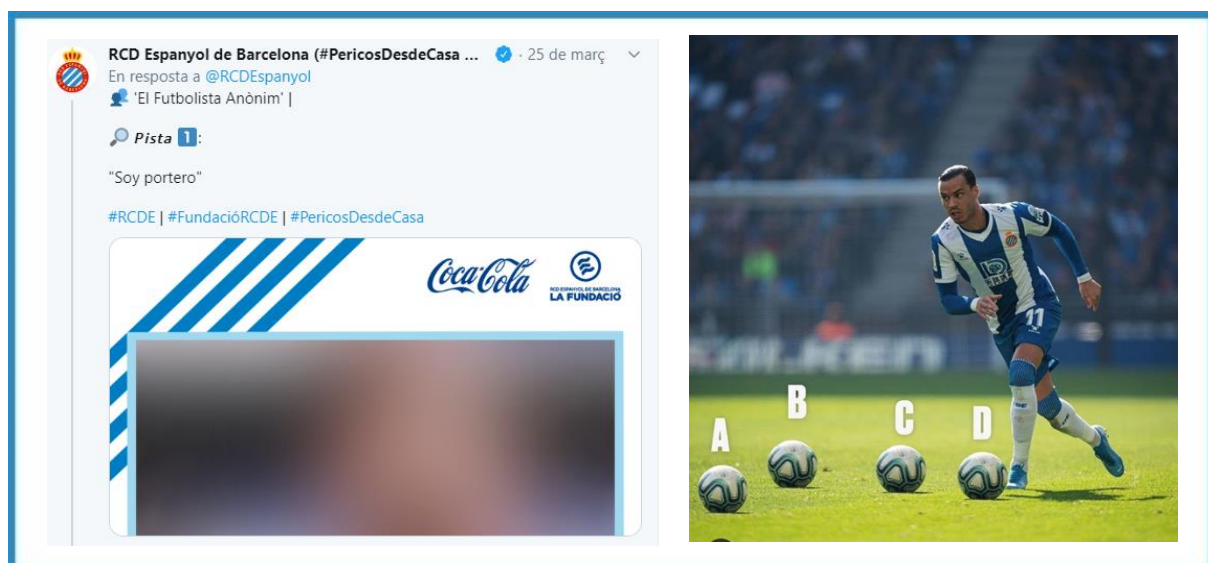 RCD Espanyol de Barcelona (#PericosDesdeCasa ... · 25 de març
En resposta a @RCDEspanyol
'El Futbolista Anònim' |
Pista 1:
"Soy portero"
#RCDE | #FundacióRCDE | #PericosDesdeCasa
Coca-Cola
RCD ESPANYOL DE BARCELONA
LA FUNDACIÓ
11
A
B
C
D